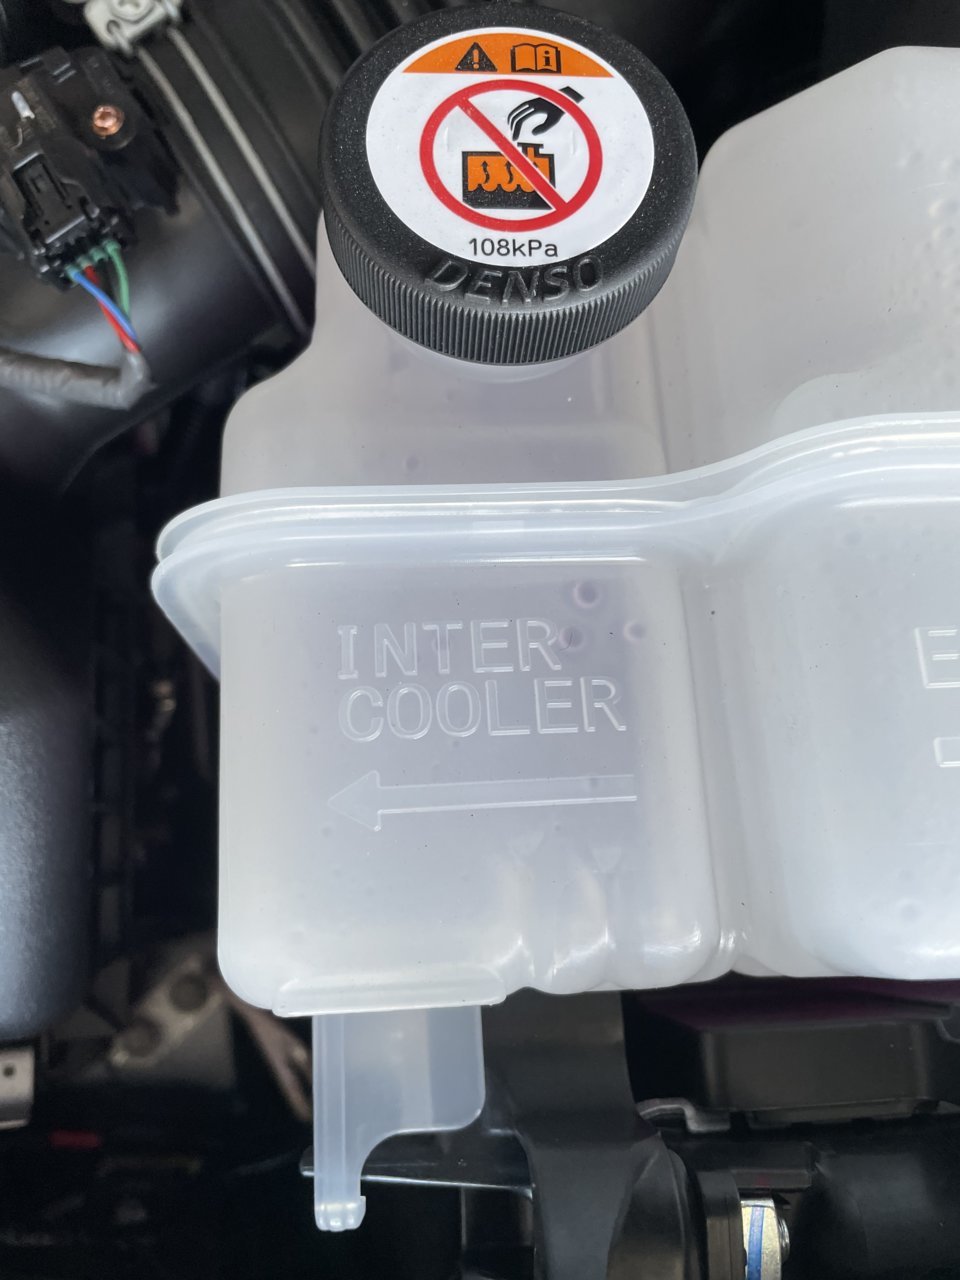 108kPa
DENSO
INTER
COOLER
E